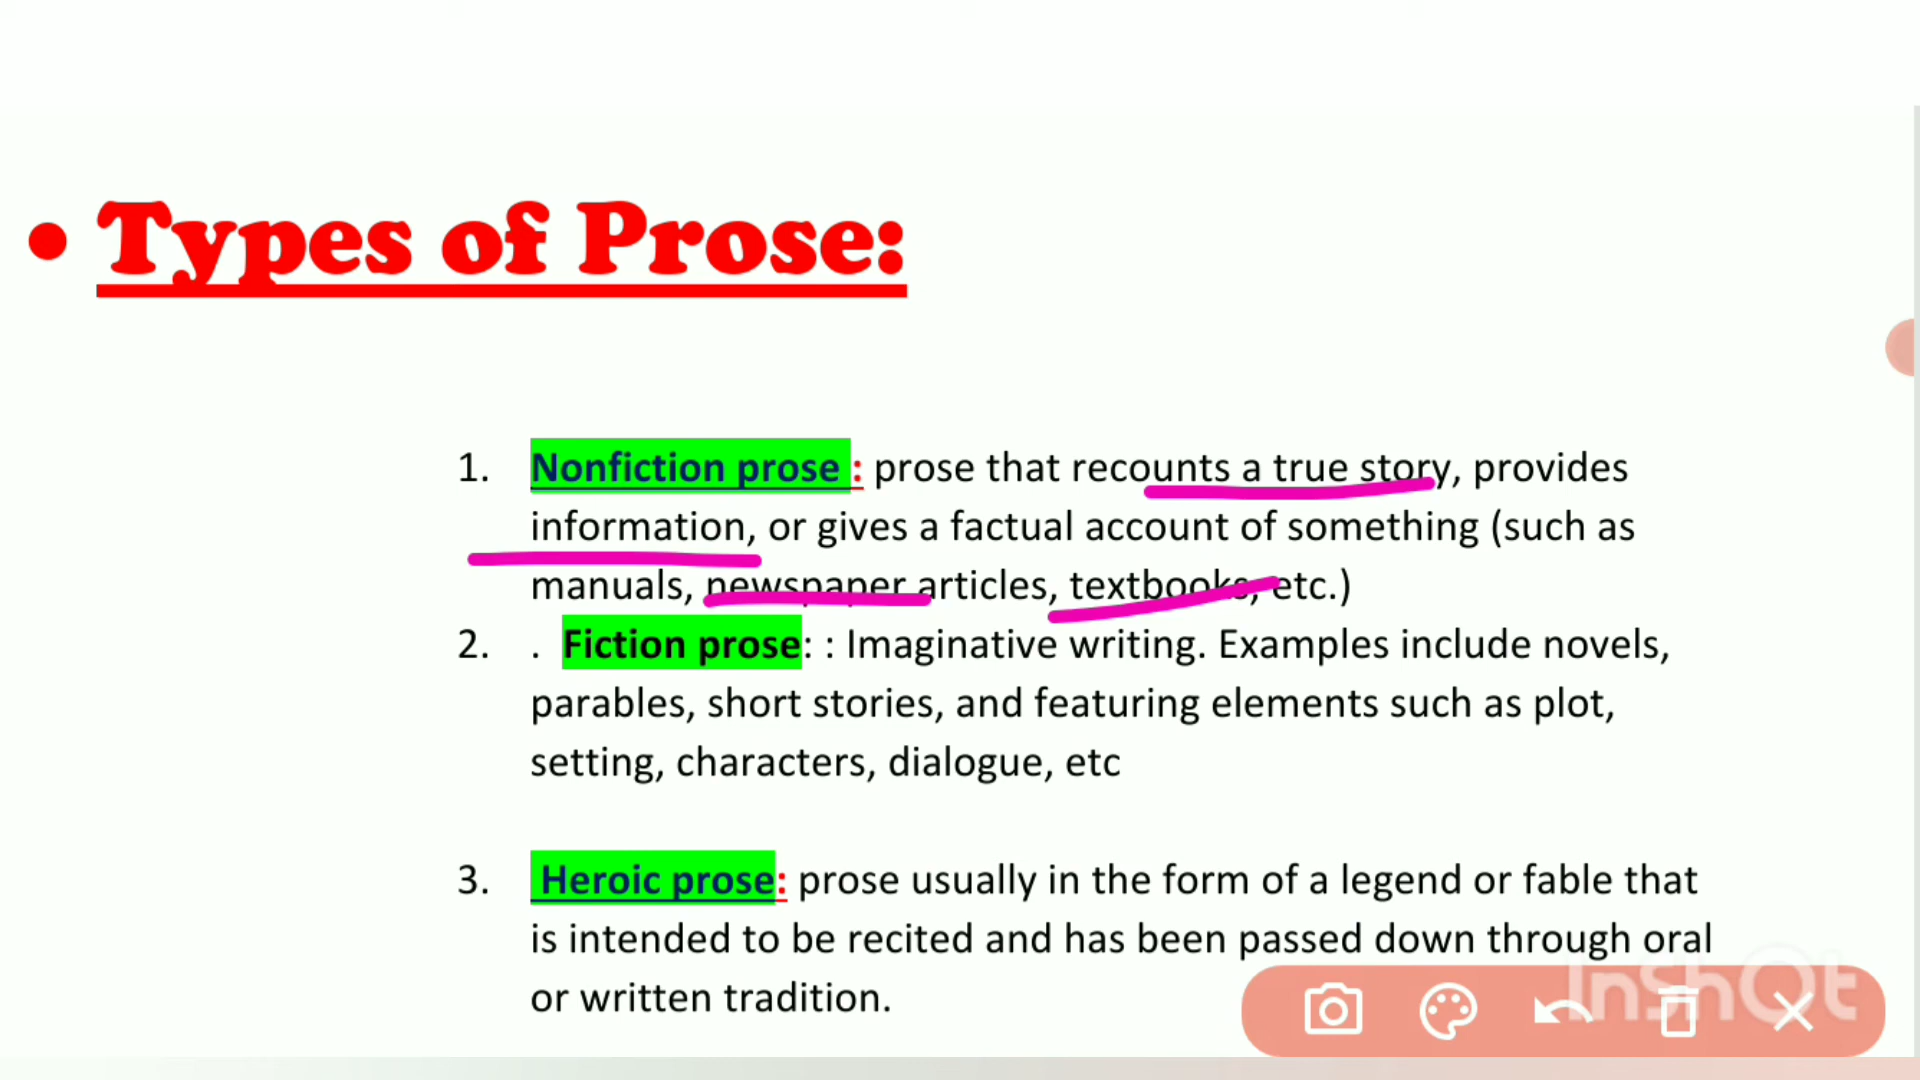 • Types of Prose:
1. Nonfiction prose : prose that recounts a true story, provides
information, or gives a factual account of something (such as
manuals, newspaper articles, textbooks, etc.)
2. . Fiction prose: : Imaginative writing. Examples include novels,
parables, short stories, and featuring elements such as plot,
setting, characters, dialogue, etc
3. Heroic prose: prose usually in the form of a legend or fable that
is intended to be recited and has been passed down through oral
or written tradition.
InShOt